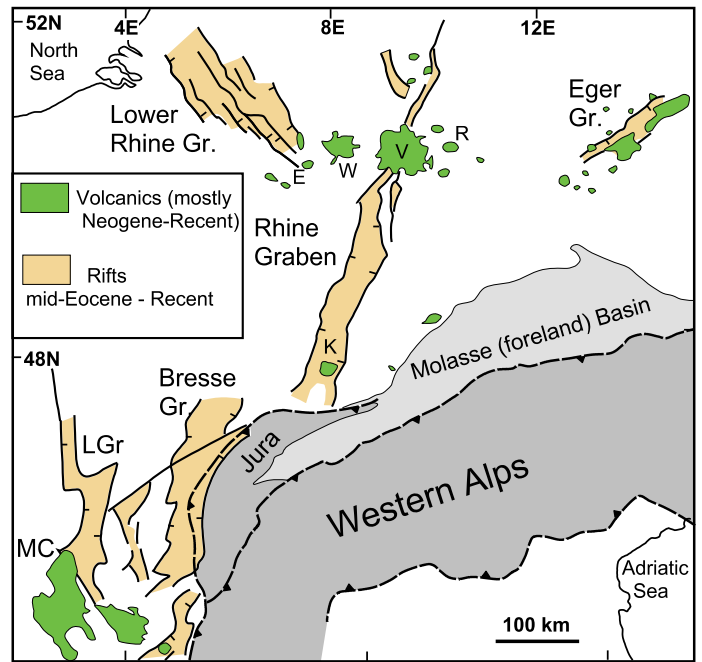 52N
4E
8E
12E
North
Sea
Lower
Rhine Gr.
Eger
Gr.
E
W
V
R
Volcanics (mostly
Neogene-Recent)
Rifts
mid-Eocene - Recent
Rhine
Graben
48N
K
Molasse (foreland) Basin
Bresse
Gr.
LGr
Jura
Western Alps
MC
Adriatic
Sea
100 km